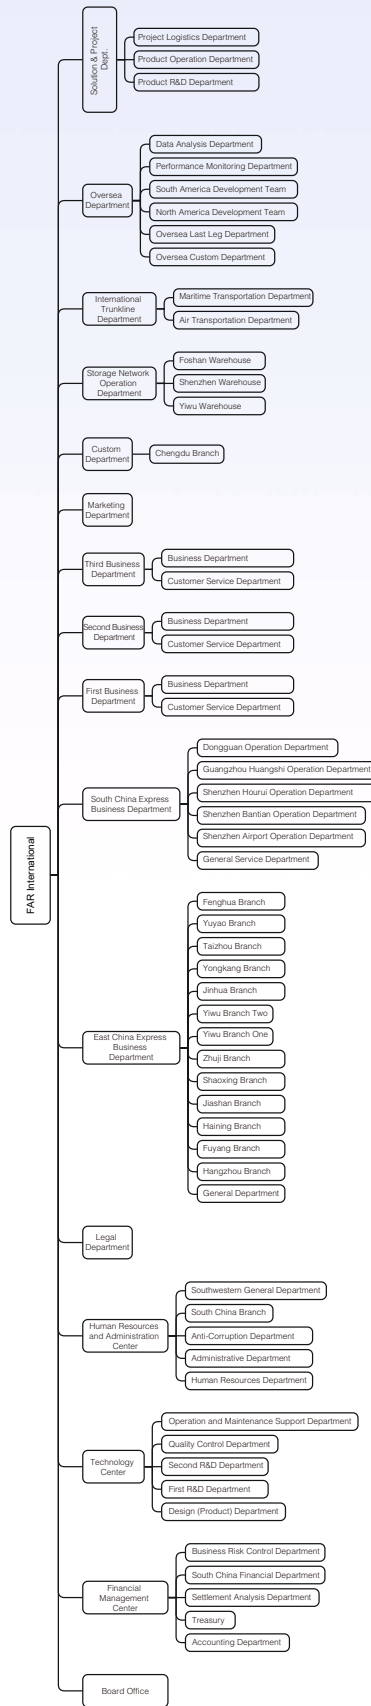 Solution & Project
Dept.
Project Logistics Department
Product Operation Department
Product R&D Department
Oversea
Department
Data Analysis Department
Performance Monitoring Department
South America Development Team
North America Development Team
Oversea Last Leg Department
Oversea Custom Department
International
Trunkline
Department
Maritime Transportation Department
Air Transportation Department
Storage Network
Operation
Department
Foshan Warehouse
Shenzhen Warehouse
Yiwu Warehouse
Custom
Department
Chengdu Branch
Marketing
Department
Third Business
Department
Business Department
Customer Service Department
Second Business
Department
Business Department
Customer Service Department
First Business
Department
Business Department
Customer Service Department
South China Express
Business Department
Dongguan Operation Department
Guangzhou Huangshi Operation Department
Shenzhen Hourui Operation Department
Shenzhen Bantian Operation Department
Shenzhen Airport Operation Department
General Service Department
FAR International
East China Express
Business
Department
Fenghua Branch
Yuyao Branch
Taizhou Branch
Yongkang Branch
Jinhua Branch
Yiwu Branch Two
Yiwu Branch One
Zhuji Branch
Shaoxing Branch
Jiashan Branch
Haining Branch
Fuyang Branch
Hangzhou Branch
General Department
Legal
Department
Human Resources
and Administration
Center
Southwestern General Department
South China Branch
Anti-Corruption Department
Administrative Department
Human Resources Department
Technology
Center
Operation and Maintenance Support Department
Quality Control Department
Second R&D Department
First R&D Department
Design (Product) Department
Financial
Management
Center
Business Risk Control Department
South China Financial Department
Settlement Analysis Department
Treasury
Accounting Department
Board Office